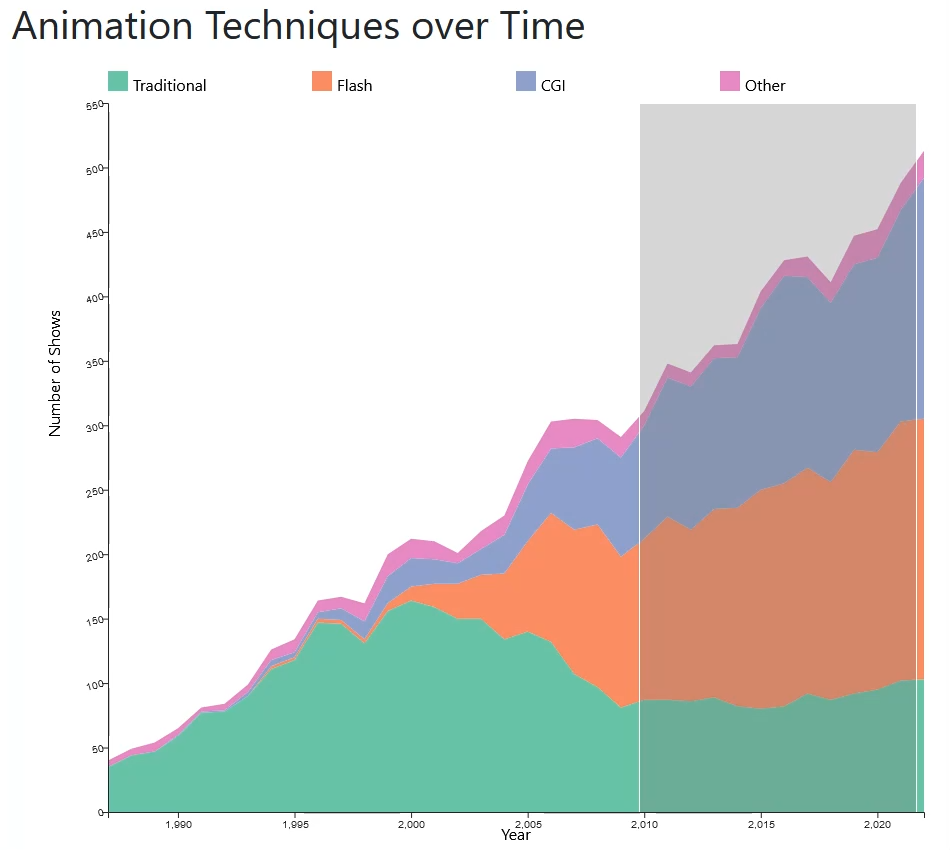 Animation Techniques over Time
Traditional Flash CGI Other
550
500
450
400
350
300
250
200
150
100
50
0
Number of Shows
1,990 1,995 2,000 2,005 2,010 2,015 2,020
Year